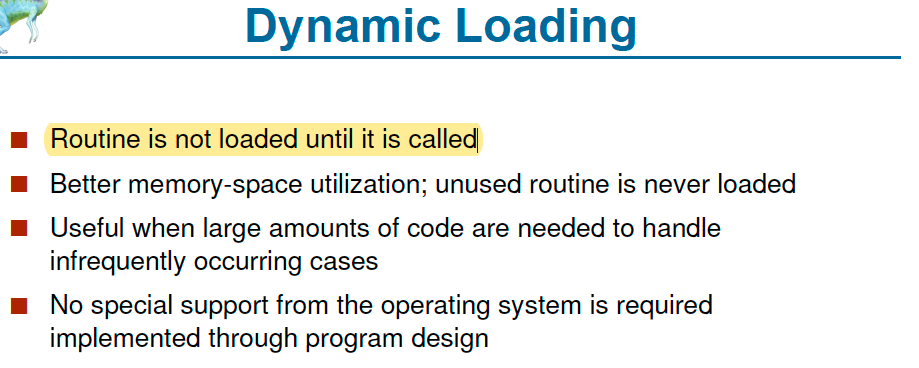 Dynamic Loading
Routine is not loaded until it is called
Better memory-space utilization; unused routine is never loaded
Useful when large amounts of code are needed to handle
infrequently occurring cases
No special support from the operating system is required
implemented through program design